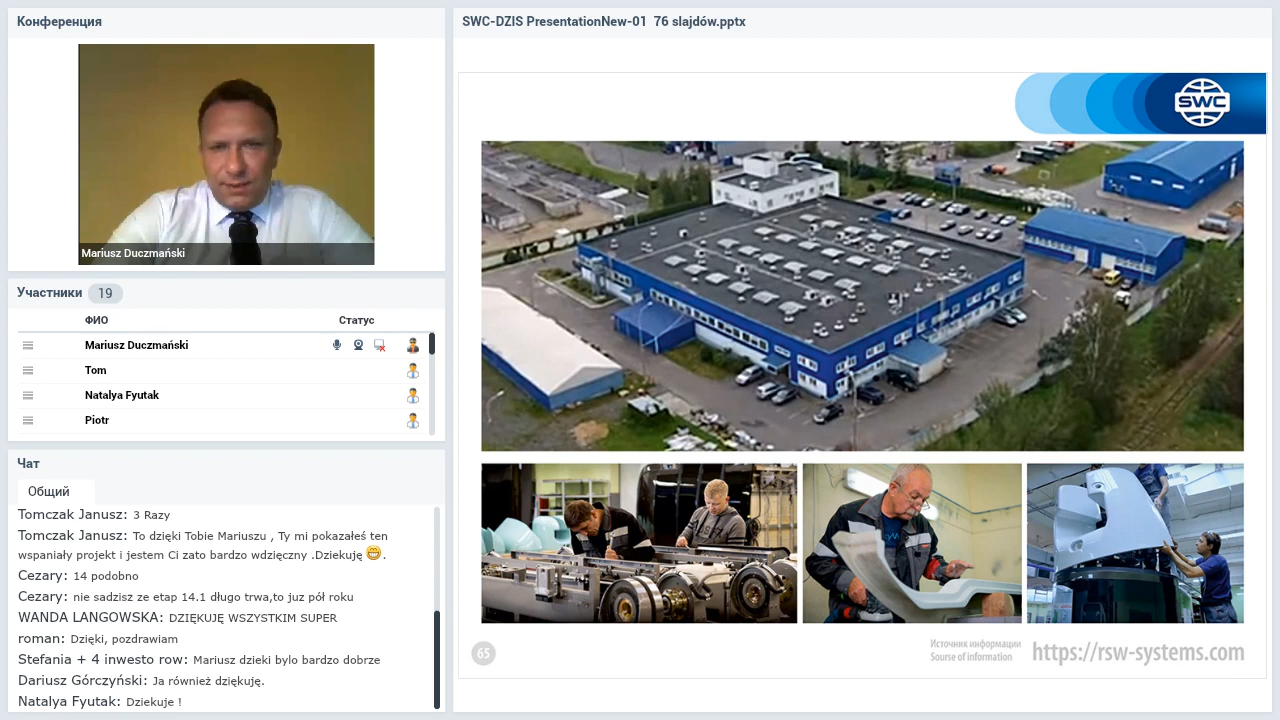 Конференция
Mariusz Duczmański
Участники 19
ФИО Статус
Mariusz Duczmański
Tom
Natalya Fyutak
Piotr
Чат
Общий
Tomczak Janusz: 3 Razy
Tomczak Janusz: To dzięki Tobie Mariuszu , Ty mi pokazałeś ten
wspaniały projekt i jestem Ci zato bardzo wdzięczny .Dziekuję 😁.
Cezary: 14 podobno
Cezary: nie sadzisz ze etap 14.1 długo trwa,to juz pół roku
WANDA LANGOWSKA: DZIĘKUJĘ WSZYSTKIM SUPER
roman: Dzięki, pozdrawiam
Stefania + 4 inwesto row: Mariusz dzieki bylo bardzo dobrze
Dariusz Górczyński: Ja również dziękuję.
Natalya Fyutak: Dziekuje !
SWC-DZIS PresentationNew-01 76 slajdów.pptx
SWC
65
Источник информации
Sourse of information
https://rsw-systems.com